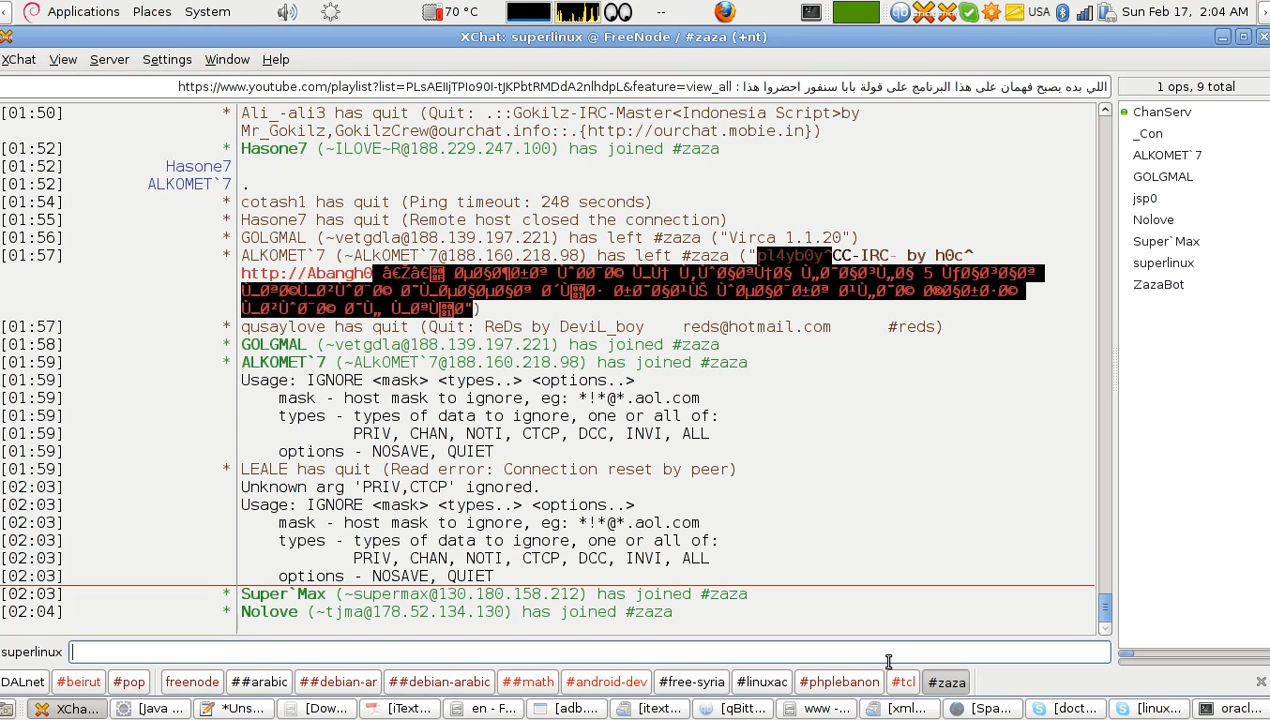 Applications Places System 70 °C -- USA Sun Feb 17, 2:04 AM
XChat: superlinux @ FreeNode / #zaza (+nt)
XChat View Server Settings Window Help
https://www.youtube.com/playlist?list=PLsAEIIjTPIo90I-tJKPbtRMDdA2nlhdpL&feature=view_all : اللي بده يصبح فهمان على هذا البرنامج على قولة بابا سنفور احضروا هذا
1 ops, 9 total
[01:50] * Ali_-ali3 has quit (Quit: .::Gokilz-IRC-Master<Indonesia Script>by
Mr_Gokilz,GokilzCrew@ourchat.info::.{http://ourchat.mobie.in})
[01:52] * Hasone7 (~ILOVE~R@188.229.247.100) has joined #zaza
[01:52] Hasone7
[01:52] ALKOMET`7 .
[01:54] * cotash1 has quit (Ping timeout: 248 seconds)
[01:55] * Hasone7 has quit (Remote host closed the connection)
[01:56] * GOLGMAL (~vetgdla@188.139.197.221) has left #zaza ("Virca 1.1.20")
[01:57] * ALKOMET`7 (~ALkOMET`7@188.160.218.98) has left #zaza ("pl4yb0y^CC-IRC- by h0c^
http://Abangh0
[01:57] * qusaylove has quit (Quit: ReDs by DeviL_boy reds@hotmail.com #reds)
[01:58] * GOLGMAL (~vetgdla@188.139.197.221) has joined #zaza
[01:59] * ALKOMET`7 (~ALkOMET`7@188.160.218.98) has joined #zaza
[01:59] Usage: IGNORE <mask> <types..> <options..>
[01:59] mask - host mask to ignore, eg: *!*@*.aol.com
[01:59] types - types of data to ignore, one or all of:
[01:59] PRIV, CHAN, NOTI, CTCP, DCC, INVI, ALL
[01:59] options - NOSAVE, QUIET
[01:59] * LEALE has quit (Read error: Connection reset by peer)
[02:03] Unknown arg 'PRIV,CTCP' ignored.
[02:03] Usage: IGNORE <mask> <types..> <options..>
[02:03] mask - host mask to ignore, eg: *!*@*.aol.com
[02:03] types - types of data to ignore, one or all of:
[02:03] PRIV, CHAN, NOTI, CTCP, DCC, INVI, ALL
[02:03] options - NOSAVE, QUIET
[02:03] * Super`Max (~supermax@130.180.158.212) has joined #zaza
[02:04] * Nolove (~tjma@178.52.134.130) has joined #zaza
ChanServ
_Con
ALKOMET`7
GOLGMAL
jsp0
Nolove
Super`Max
superlinux
ZazaBot
superlinux
DALnet #beirut #pop freenode ##arabic ##debian-ar ##debian-arabic ##math #android-dev #free-syria #linuxac #phplebanon #tcl #zaza
XCha... [Java ... *Uns... [Dow... [iText... en - F... [adb.... [itext... [qBitt... www -... [xml... [Spa... [doct... [linux... oracl...